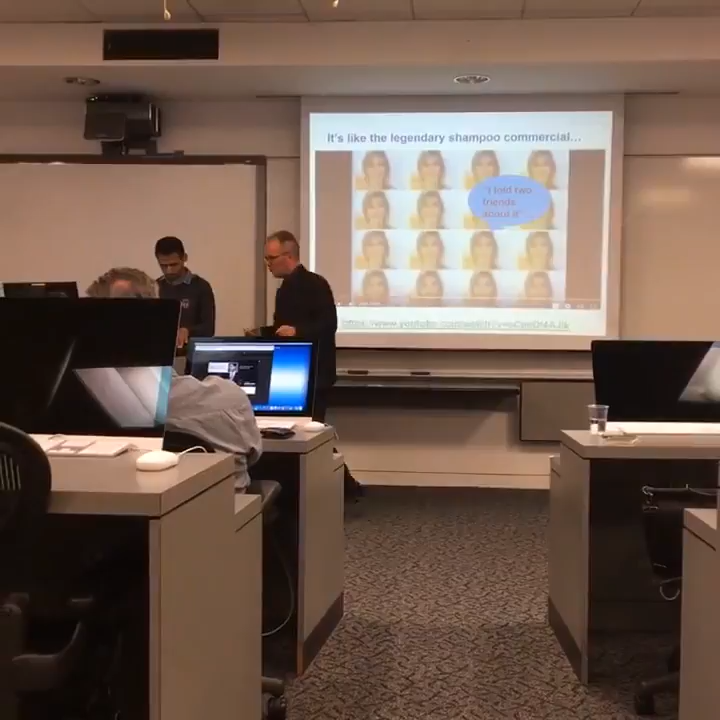 It's like the legendary shampoo commercial...
"I told two
friends
about it"...